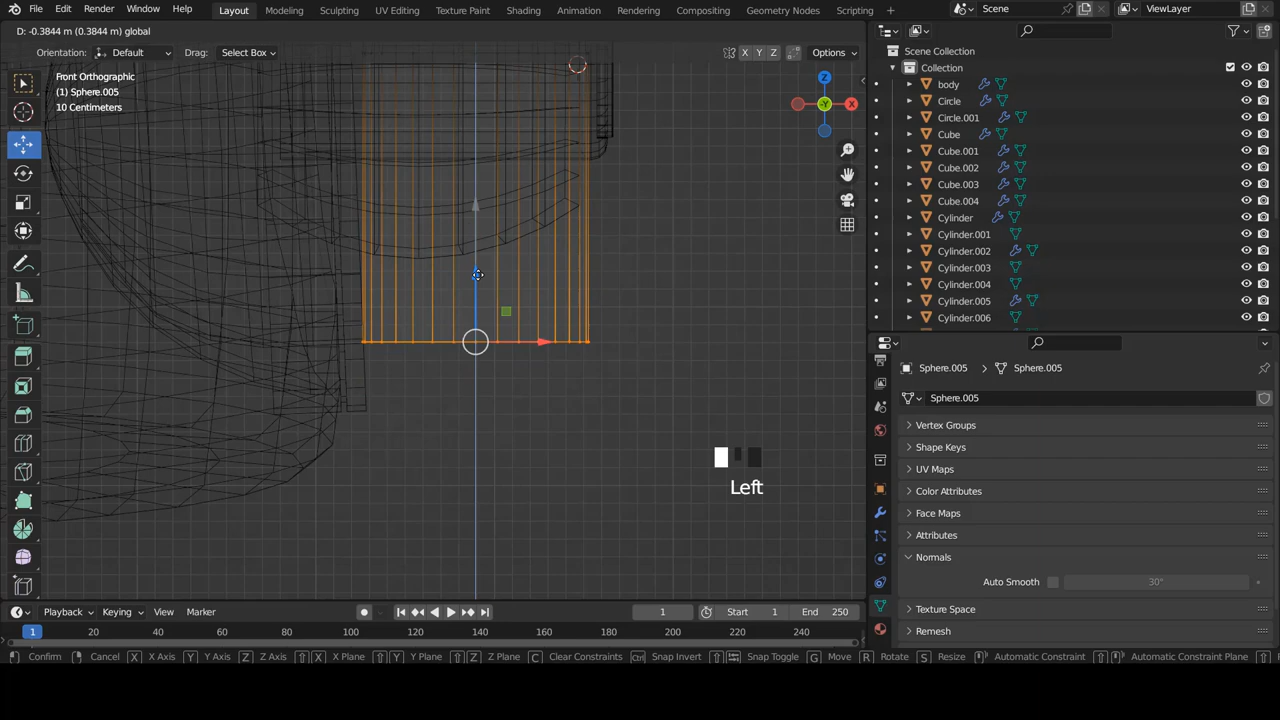 File Edit Render Window Help Layout Modeling Sculpting UV Editing Texture Paint Shading Animation Rendering Compositing Geometry Nodes Scripting Scene ViewLayer
D: -0.3844 m (0.3844 m) global
Orientation: Default Drag: Select Box X Y Z Options
Front Orthographic
(1) Sphere.005
10 Centimeters
Z
-Y
X
Scene Collection
Collection
body
Circle
Circle.001
Cube
Cube.001
Cube.002
Cube.003
Cube.004
Cylinder
Cylinder.001
Cylinder.002
Cylinder.003
Cylinder.004
Cylinder.005
Cylinder.006
Sphere.005 Sphere.005
Sphere.005
Vertex Groups
Shape Keys
UV Maps
Color Attributes
Face Maps
Attributes
Normals
Auto Smooth 30°
Texture Space
Remesh
Left
Playback Keying View Marker 1 Start 1 End 250
1 20 40 60 80 100 120 140 160 180 200 220 240
Confirm Cancel X X Axis Y Y Axis Z Z Axis X X Plane Y Y Plane Z Z Plane C Clear Constraints Ctrl Snap Invert Snap Toggle G Move R Rotate S Resize Automatic Constraint Automatic Constraint Plane